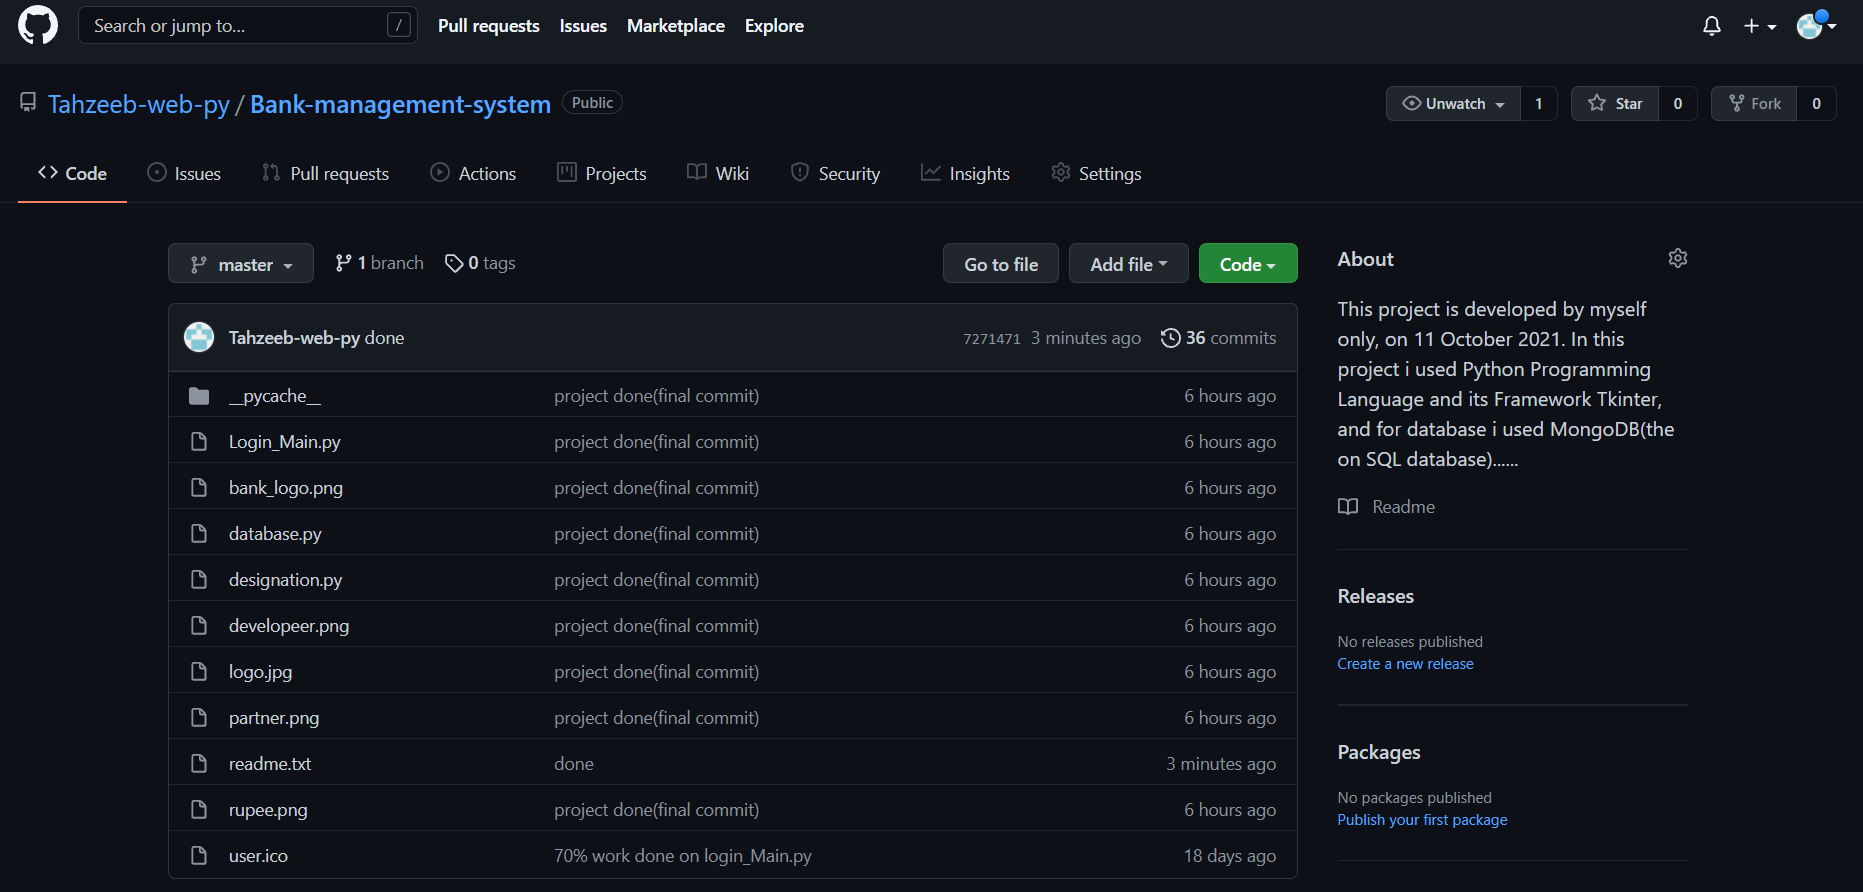 Search or jump to... /
Pull requests Issues Marketplace Explore
Tahzeeb-web-py / Bank-management-system Public
Unwatch 1 Star 0 Fork 0
Code Issues Pull requests Actions Projects Wiki Security Insights Settings
master 1 branch 0 tags
Go to file Add file Code
Tahzeeb-web-py done 7271471 3 minutes ago 36 commits
__pycache__ project done(final commit) 6 hours ago
Login_Main.py project done(final commit) 6 hours ago
bank_logo.png project done(final commit) 6 hours ago
database.py project done(final commit) 6 hours ago
designation.py project done(final commit) 6 hours ago
developeer.png project done(final commit) 6 hours ago
logo.jpg project done(final commit) 6 hours ago
partner.png project done(final commit) 6 hours ago
readme.txt done 3 minutes ago
rupee.png project done(final commit) 6 hours ago
user.ico 70% work done on login_Main.py 18 days ago
About
This project is developed by myself
only, on 11 October 2021. In this
project i used Python Programming
Language and its Framework Tkinter,
and for database i used MongoDB(the
on SQL database)......
Readme
Releases
No releases published
Create a new release
Packages
No packages published
Publish your first package